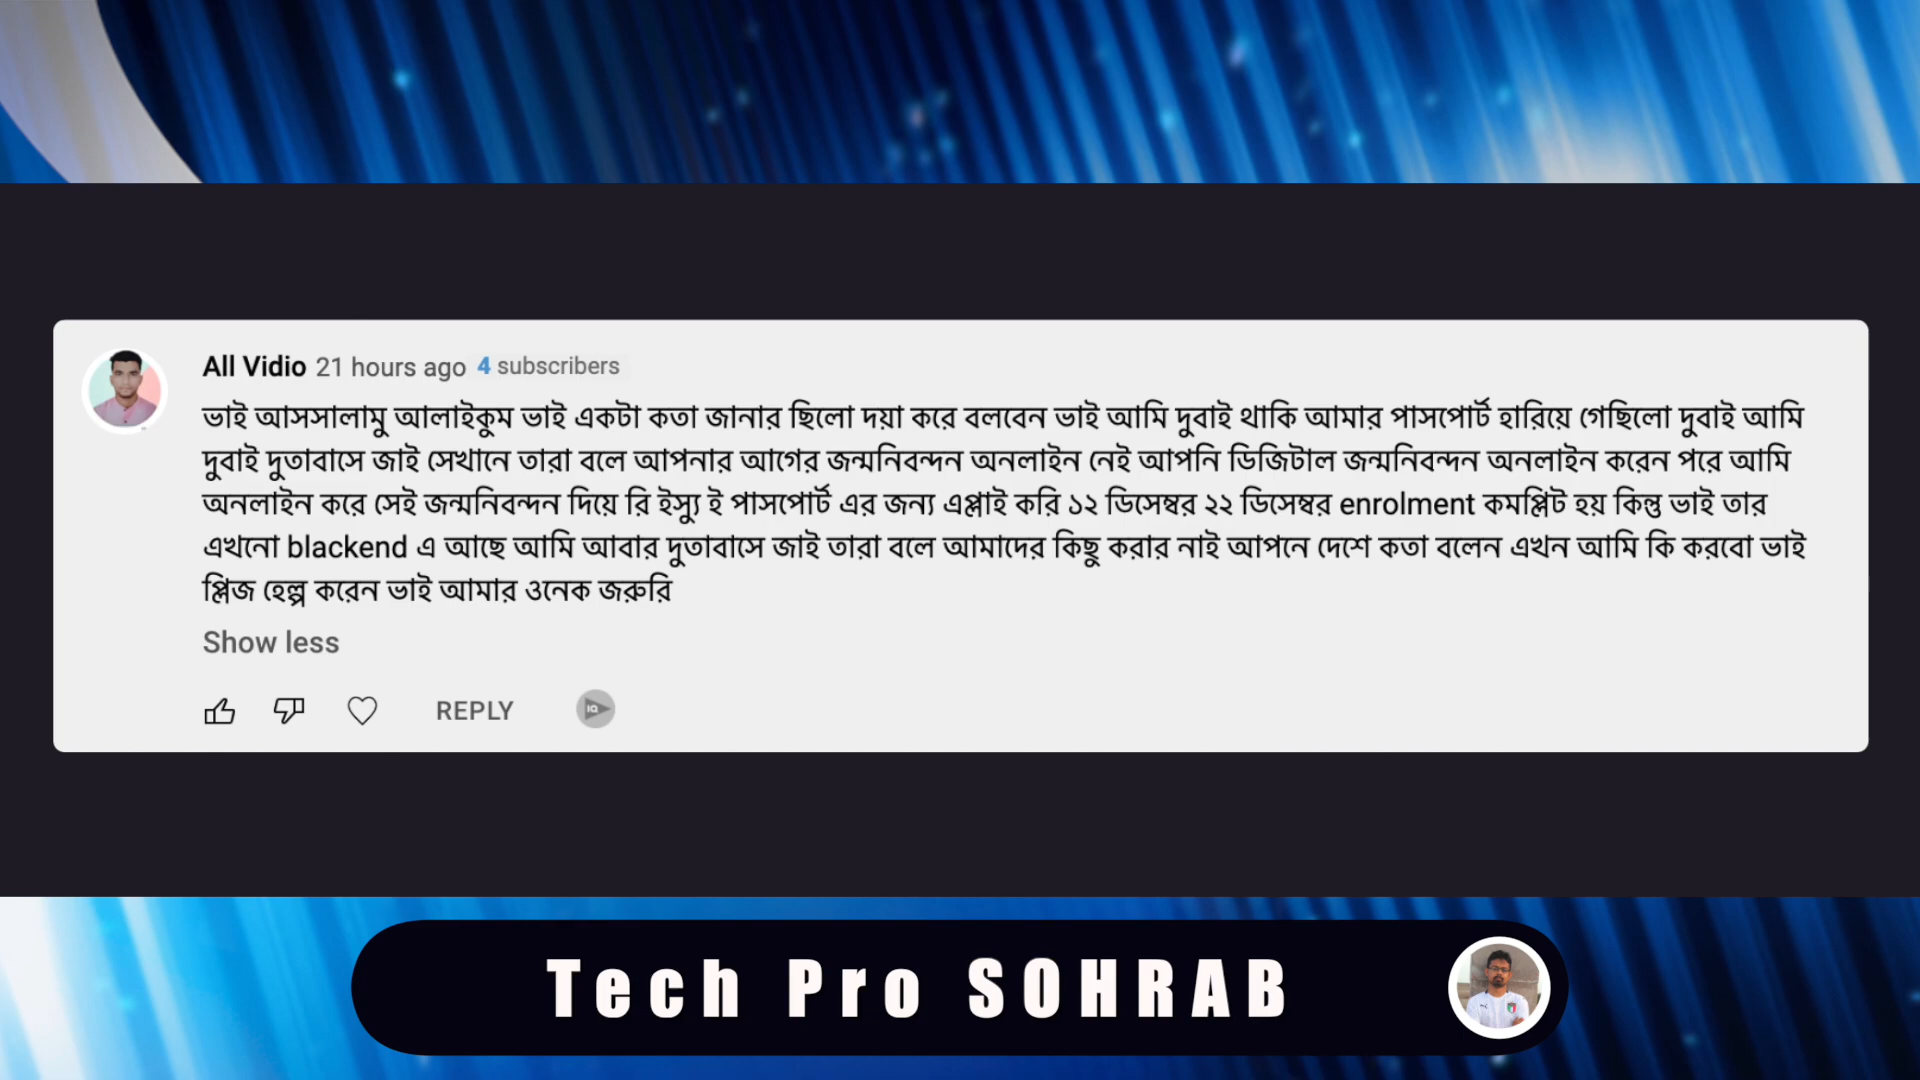 All Vidio 21 hours ago 4 subscribers
ভাই আসসালামু আলাইকুম ভাই একটা কতা জানার ছিলো দয়া করে বলবেন ভাই আমি দুবাই থাকি আমার পাসপোর্ট হারিয়ে গেছিলো দুবাই আমি
দুবাই দুতাবাসে জাই সেখানে তারা বলে আপনার আগের জন্মনিবন্দন অনলাইন নেই আপনি ডিজিটাল জন্মনিবন্দন অনলাইন করেন পরে আমি
অনলাইন করে সেই জন্মনিবন্দন দিয়ে রি ইস্যু ই পাসপোর্ট এর জন্য এপ্লাই করি ১২ ডিসেম্বর ২২ ডিসেম্বর enrolment কমপ্লিট হয় কিন্তু ভাই তার
এখনো blackend এ আছে আমি আবার দুতাবাসে জাই তারা বলে আমাদের কিছু করার নাই আপনে দেশে কতা বলেন এখন আমি কি করবো ভাই
প্লিজ হেল্প করেন ভাই আমার ওনেক জরুরি
Show less
REPLY
IQ
Tech Pro SOHRAB